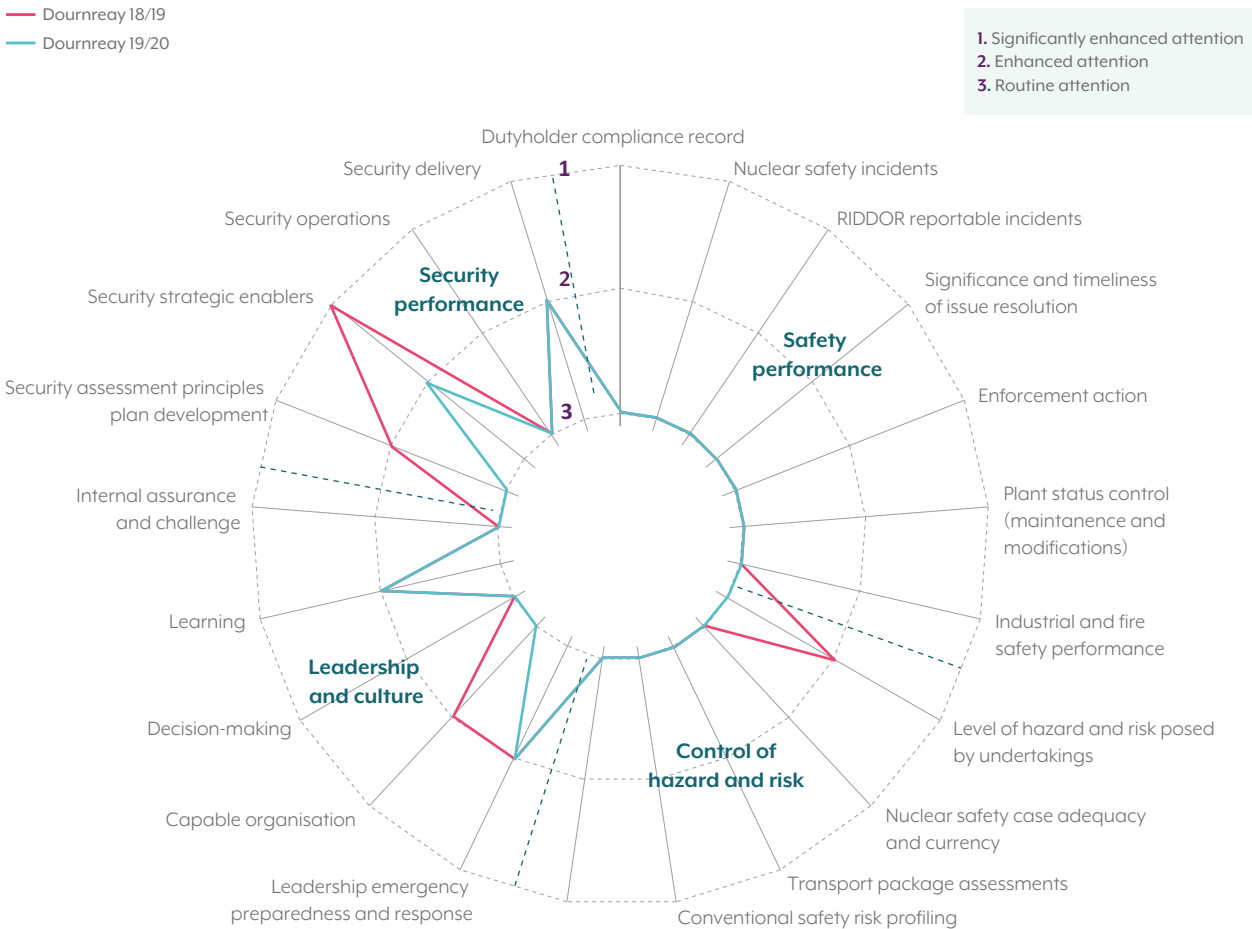 Dournreay 18/19
Dournreay 19/20
1. Significantly enhanced attention
2. Enhanced attention
3. Routine attention
Dutyholder compliance record
Nuclear safety incidents
RIDDOR reportable incidents
Significance and timeliness
of issue resolution
Enforcement action
Plant status control
(maintanence and
modifications)
Industrial and fire
safety performance
Level of hazard and risk posed
by undertakings
Nuclear safety case adequacy
and currency
Transport package assessments
Conventional safety risk profiling
Leadership emergency
preparedness and response
Capable organisation
Decision-making
Learning
Internal assurance
and challenge
Security assessment principles
plan development
Security strategic enablers
Security operations
Security delivery
1
2
3
Security
performance
Safety
performance
Leadership
and culture
Control of
hazard and risk